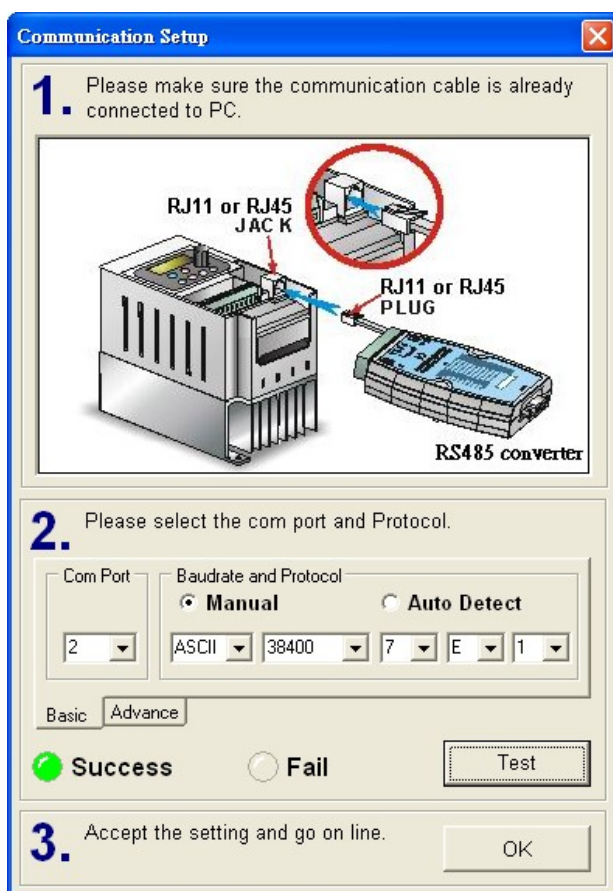 Communication Setup
1. Please make sure the communication cable is already
connected to PC.
RJ11 or RJ45
JACK
RJ11 or RJ45
PLUG
RS485 converter
2. Please select the com port and Protocol.
Com Port
Baudrate and Protocol
Manual
Auto Detect
2
ASCII
38400
7
E
1
Basic
Advance
Success
Fail
Test
3. Accept the setting and go on line.
OK